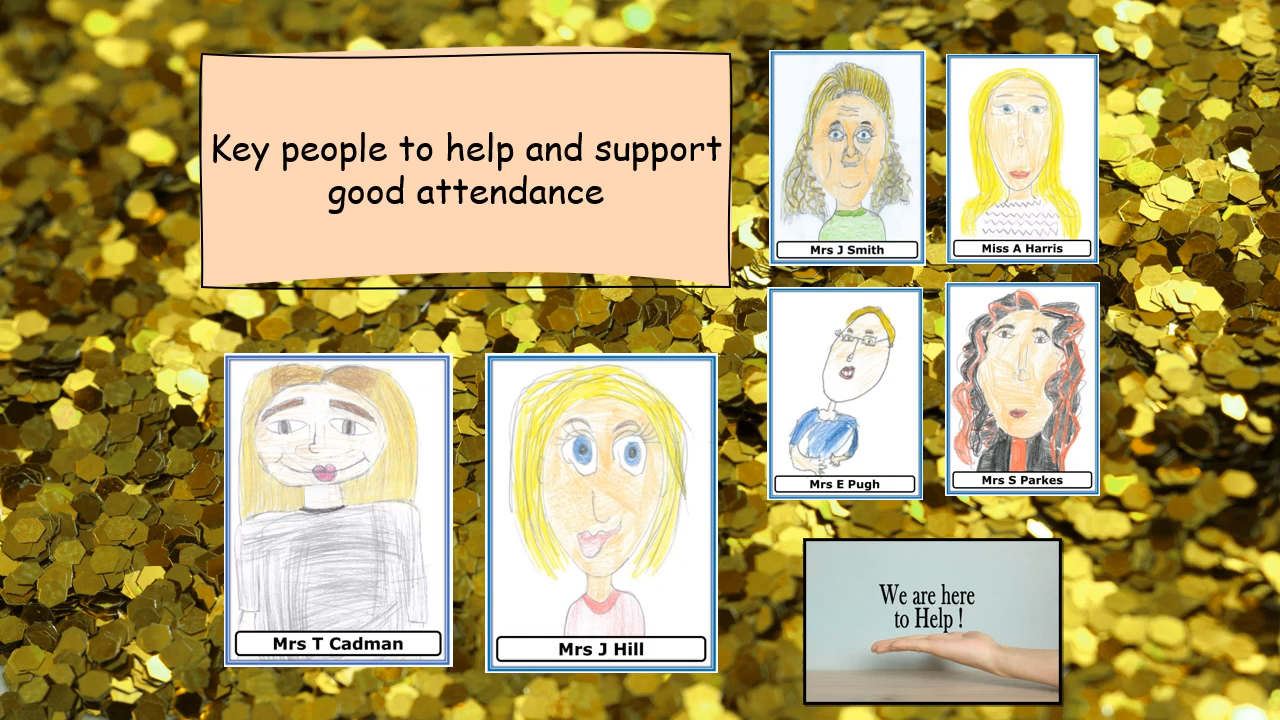 Key people to help and support
good attendance
Mrs J Smith
Miss A Harris
Mrs E Pugh
Mrs S Parkes
Mrs T Cadman
Mrs J Hill
We are here
to Help !